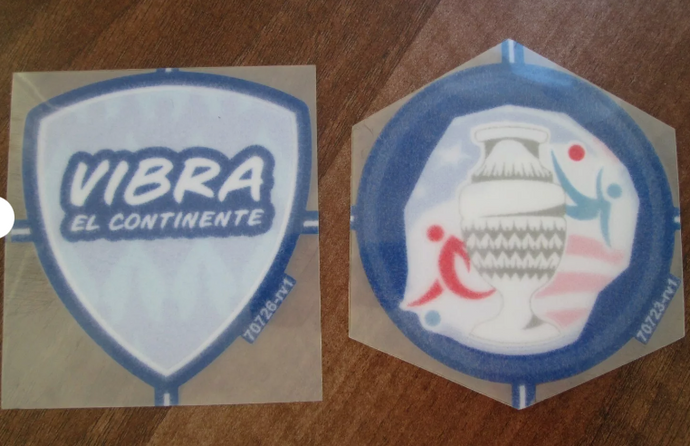 VIBRA
EL CONTINENTE
70726-rv1
70723-rv1